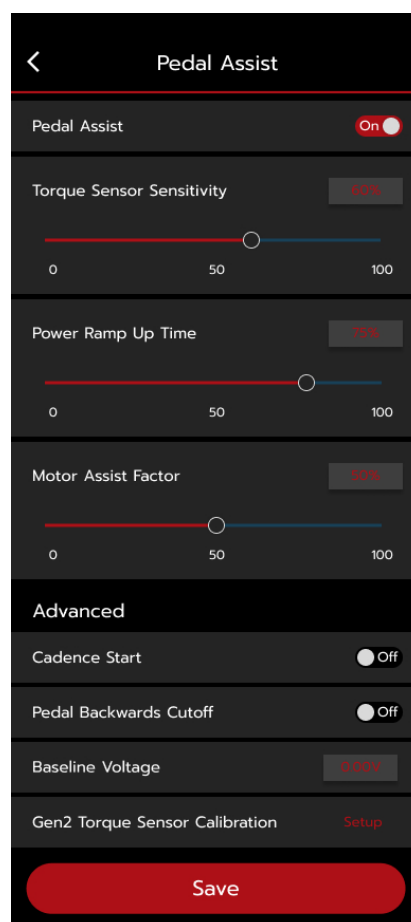 Pedal Assist
Pedal Assist On
Torque Sensor Sensitivity 60%
0 50 100
Power Ramp Up Time 75%
0 50 100
Motor Assist Factor 50%
0 50 100
Advanced
Cadence Start Off
Pedal Backwards Cutoff Off
Baseline Voltage 0.00V
Gen2 Torque Sensor Calibration Setup
Save